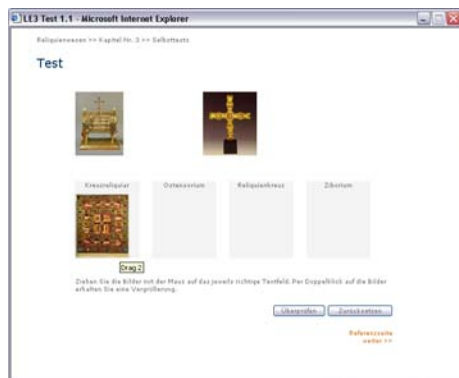 LE3 Test 1.1 - Microsoft Internet Explorer
Reliquienwesen >> Kapitel Nr. 3 >> Selbsttests
Test
Kreuzreliquiar
Ostensorium
Reliquienkreuz
Ziborium
Drag 2
Ziehen Sie die Bilder mit der Maus auf das jeweils richtige Textfeld. Per Doppelklick auf die Bilder
erhalten Sie eine Vergrößerung.
Überprüfen
Zurücksetzen
Referenzseite
weiter >>